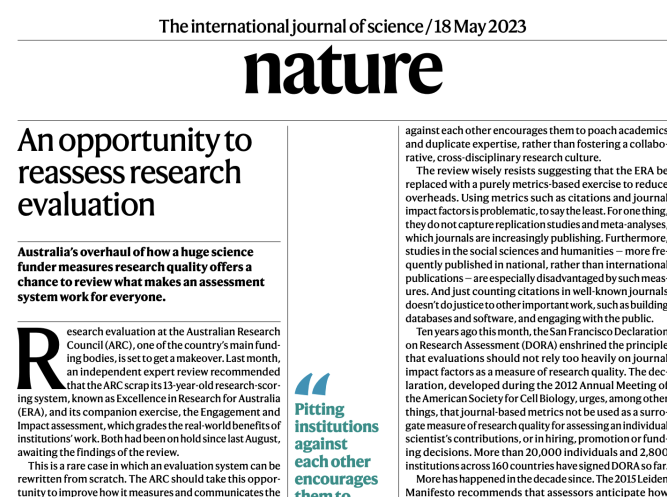 The international journal of science / 18 May 2023
nature
An opportunity to
reassess research
evaluation
Australia’s overhaul of how a huge science
funder measures research quality offers a
chance to review what makes an assessment
system work for everyone.
Research evaluation at the Australian Research
Council (ARC), one of the country’s main fund-
ing bodies, is set to get a makeover. Last month,
an independent expert review recommended
that the ARC scrap its 13-year-old research-scor-
ing system, known as Excellence in Research for Australia
(ERA), and its companion exercise, the Engagement and
Impact assessment, which grades the real-world benefits of
institutions’ work. Both had been on hold since last August,
awaiting the findings of the review.
This is a rare case in which an evaluation system can be
rewritten from scratch. The ARC should take this oppor-
tunity to improve how it measures and communicates the
“
Pitting
institutions
against
each other
encourages
them to
against each other encourages them to poach academics
and duplicate expertise, rather than fostering a collabo-
rative, cross-disciplinary research culture.
The review wisely resists suggesting that the ERA be
replaced with a purely metrics-based exercise to reduce
overheads. Using metrics such as citations and journal
impact factors is problematic, to say the least. For one thing,
they do not capture replication studies and meta-analyses,
which journals are increasingly publishing. Furthermore,
studies in the social sciences and humanities — more fre-
quently published in national, rather than international
publications — are especially disadvantaged by such meas-
ures. And just counting citations in well-known journals
doesn’t do justice to other important work, such as building
databases and software, and engaging with the public.
Ten years ago this month, the San Francisco Declaration
on Research Assessment (DORA) enshrined the principle
that evaluations should not rely too heavily on journal
impact factors as a measure of research quality. The dec-
laration, developed during the 2012 Annual Meeting of
the American Society for Cell Biology, urges, among other
things, that journal-based metrics not be used as a surro-
gate measure of research quality for assessing an individual
scientist’s contributions, or in hiring, promotion or fund-
ing decisions. More than 20,000 individuals and 2,800
institutions across 160 countries have signed DORA so far.
More has happened in the decade since. The 2015 Leiden
Manifesto recommends that assessors anticipate how